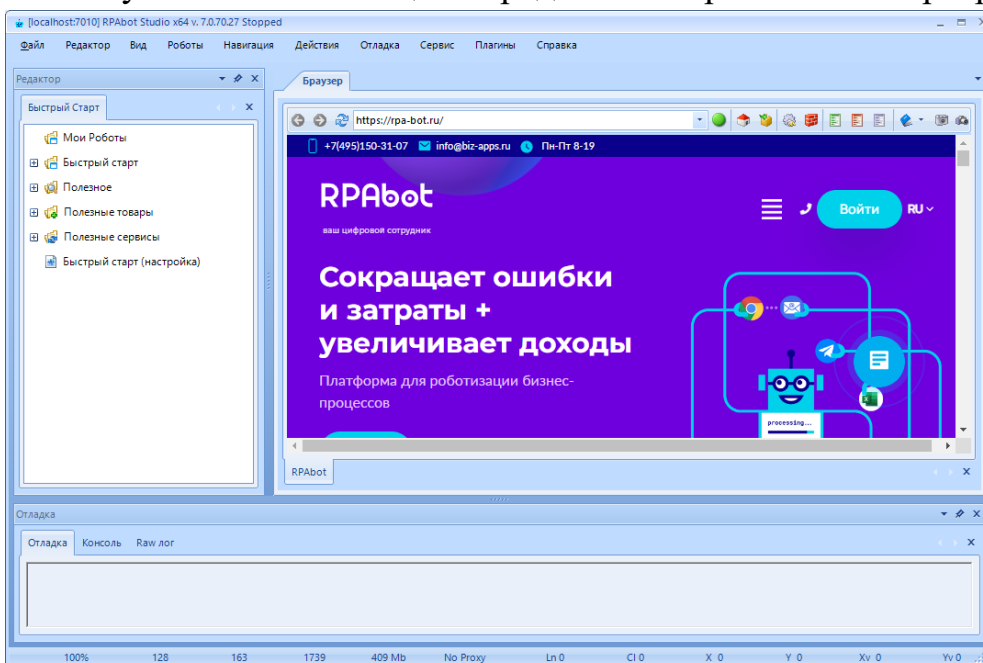 [localhost:7010] RPAbot Studio x64 v. 7.0.70.27 Stopped
Файл Редактор Вид Роботы Навигация Действия Отладка Сервис Плагины Справка
Редактор
Быстрый Старт
Мои Роботы
Быстрый старт
Полезное
Полезные товары
Полезные сервисы
Быстрый старт (настройка)
Браузер
https://rpa-bot.ru/
+7(495)150-31-07 info@biz-apps.ru Пн-Пт 8-19
RPAbot
ваш цифровой сотрудник
Войти RU
Сокращает ошибки
и затраты +
увеличивает доходы
Платформа для роботизации бизнес-
процессов
processing...
RPAbot
Отладка
Отладка Консоль Raw лог
100% 128 163 1739 409 Mb No Proxy Ln 0 Cl 0 X 0 Y 0 Xv 0 Yv 0